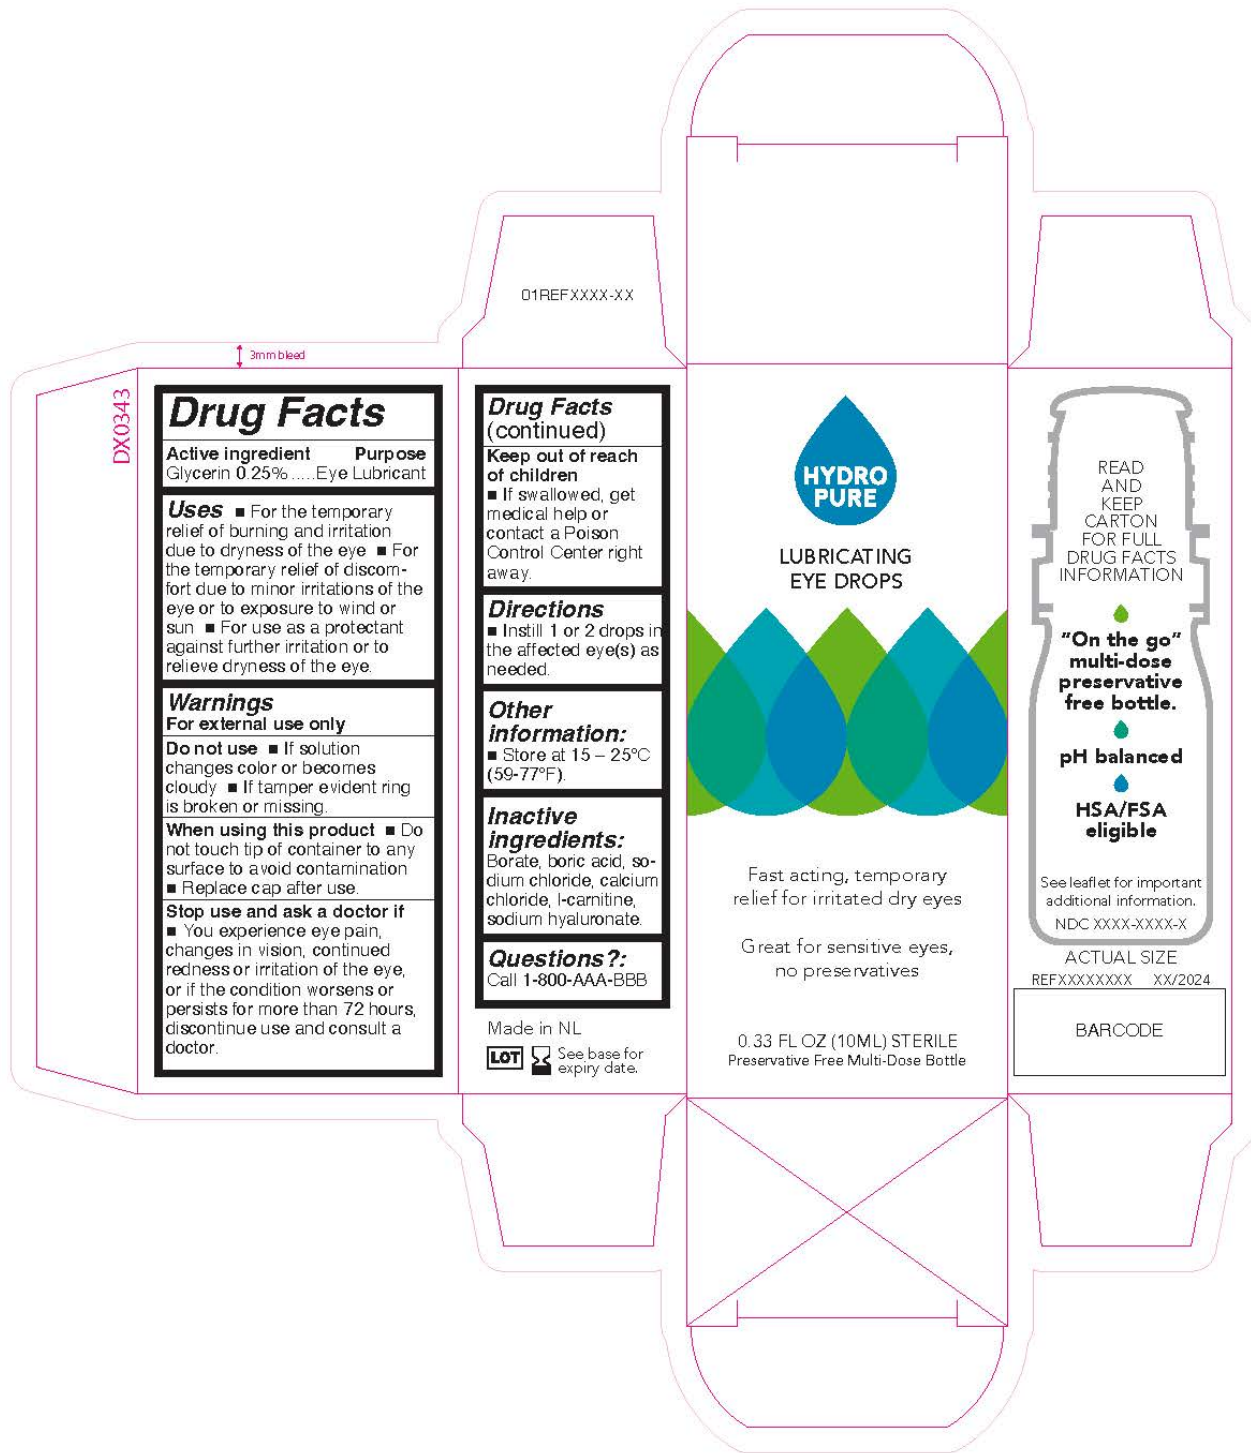 01REFXXXX-XX
3mm bleed
DX0343
Drug Facts
Active ingredient Purpose
Glycerin 0.25% .....Eye Lubricant
Uses ■ For the temporary
relief of burning and irritation
due to dryness of the eye ■ For
the temporary relief of discom-
fort due to minor irritations of the
eye or to exposure to wind or
sun ■ For use as a protectant
against further irritation or to
relieve dryness of the eye.
Warnings
For external use only
Do not use ■ If solution
changes color or becomes
cloudy ■ If tamper evident ring
is broken or missing.
When using this product ■ Do
not touch tip of container to any
surface to avoid contamination
■ Replace cap after use.
Stop use and ask a doctor if
■ You experience eye pain,
changes in vision, continued
redness or irritation of the eye,
or if the condition worsens or
persists for more than 72 hours,
discontinue use and consult a
doctor.
Drug Facts
(continued)
Keep out of reach
of children
■ If swallowed, get
medical help or
contact a Poison
Control Center right
away.
Directions
■ Instill 1 or 2 drops in
the affected eye(s) as
needed.
Other
information:
■ Store at 15 – 25°C
(59-77°F).
Inactive
ingredients:
Borate, boric acid, so-
dium chloride, calcium
chloride, l-carnitine,
sodium hyaluronate.
Questions?:
Call 1-800-AAA-BBB
Made in NL
LOT
See base for
expiry date.
HYDRO
PURE
LUBRICATING
EYE DROPS
Fast acting, temporary
relief for irritated dry eyes
Great for sensitive eyes,
no preservatives
0.33 FL OZ (10ML) STERILE
Preservative Free Multi-Dose Bottle
READ
AND
KEEP
CARTON
FOR FULL
DRUG FACTS
INFORMATION
"On the go"
multi-dose
preservative
free bottle.
pH balanced
HSA/FSA
eligible
See leaflet for important
additional information.
NDC XXXX-XXXX-X
ACTUAL SIZE
REFXXXXXXXX XX/2024
BARCODE